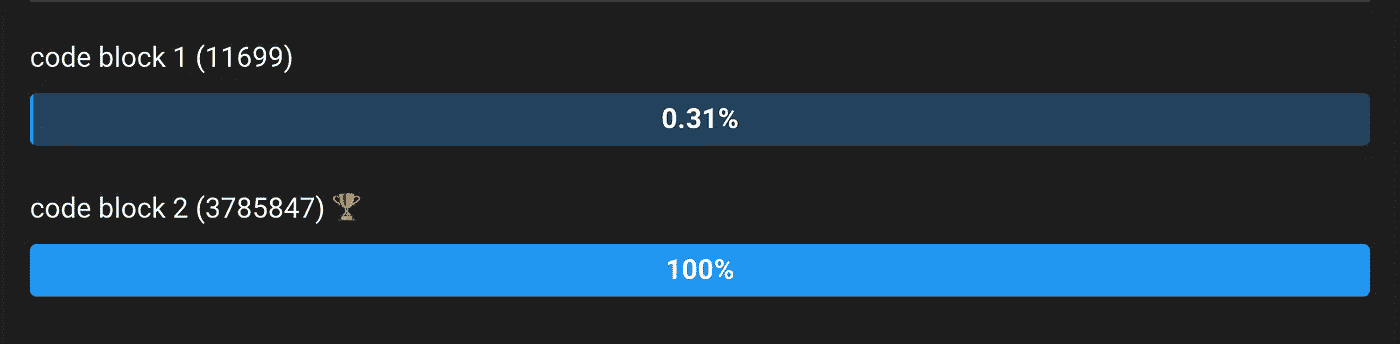 code block 1 (11699)
0.31%
code block 2 (3785847) 🏆
100%